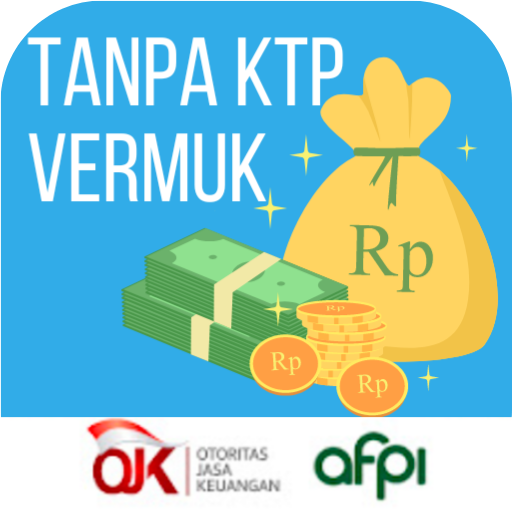 TANPA KTP
VERMUK
Rp
Rp
Rp
Rp
OJK
OTORITAS
JASA
KEUANGAN
afpi